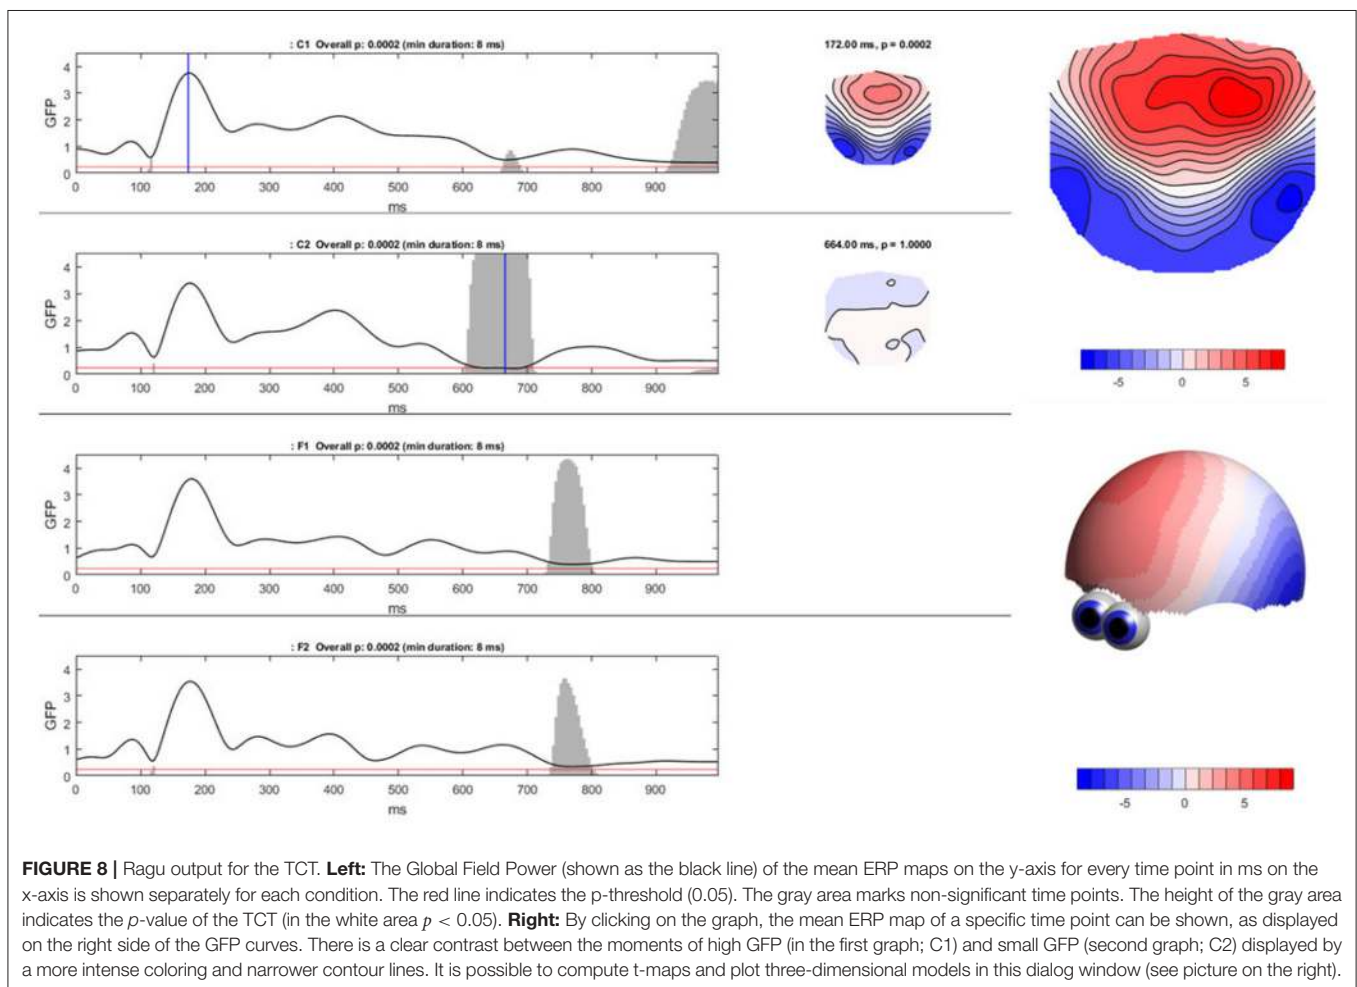 : C1 Overall p: 0.0002 (min duration: 8 ms)
4
3
2
1
0
GFP
0 100 200 300 400 500 600 700 800 900
ms
172.00 ms, p = 0.0002
: C2 Overall p: 0.0002 (min duration: 8 ms)
4
3
2
1
0
GFP
0 100 200 300 400 500 600 700 800 900
ms
664.00 ms, p = 1.0000
-5 0 5
: F1 Overall p: 0.0002 (min duration: 8 ms)
4
3
2
1
0
GFP
0 100 200 300 400 500 600 700 800 900
ms
: F2 Overall p: 0.0002 (min duration: 8 ms)
4
3
2
1
0
GFP
0 100 200 300 400 500 600 700 800 900
ms
-5 0 5
FIGURE 8 | Ragu output for the TCT. Left: The Global Field Power (shown as the black line) of the mean ERP maps on the y-axis for every time point in ms on the
x-axis is shown separately for each condition. The red line indicates the p-threshold (0.05). The gray area marks non-significant time points. The height of the gray area
indicates the p-value of the TCT (in the white area p < 0.05). Right: By clicking on the graph, the mean ERP map of a specific time point can be shown, as displayed
on the right side of the GFP curves. There is a clear contrast between the moments of high GFP (in the first graph; C1) and small GFP (second graph; C2) displayed by
a more intense coloring and narrower contour lines. It is possible to compute t-maps and plot three-dimensional models in this dialog window (see picture on the right).